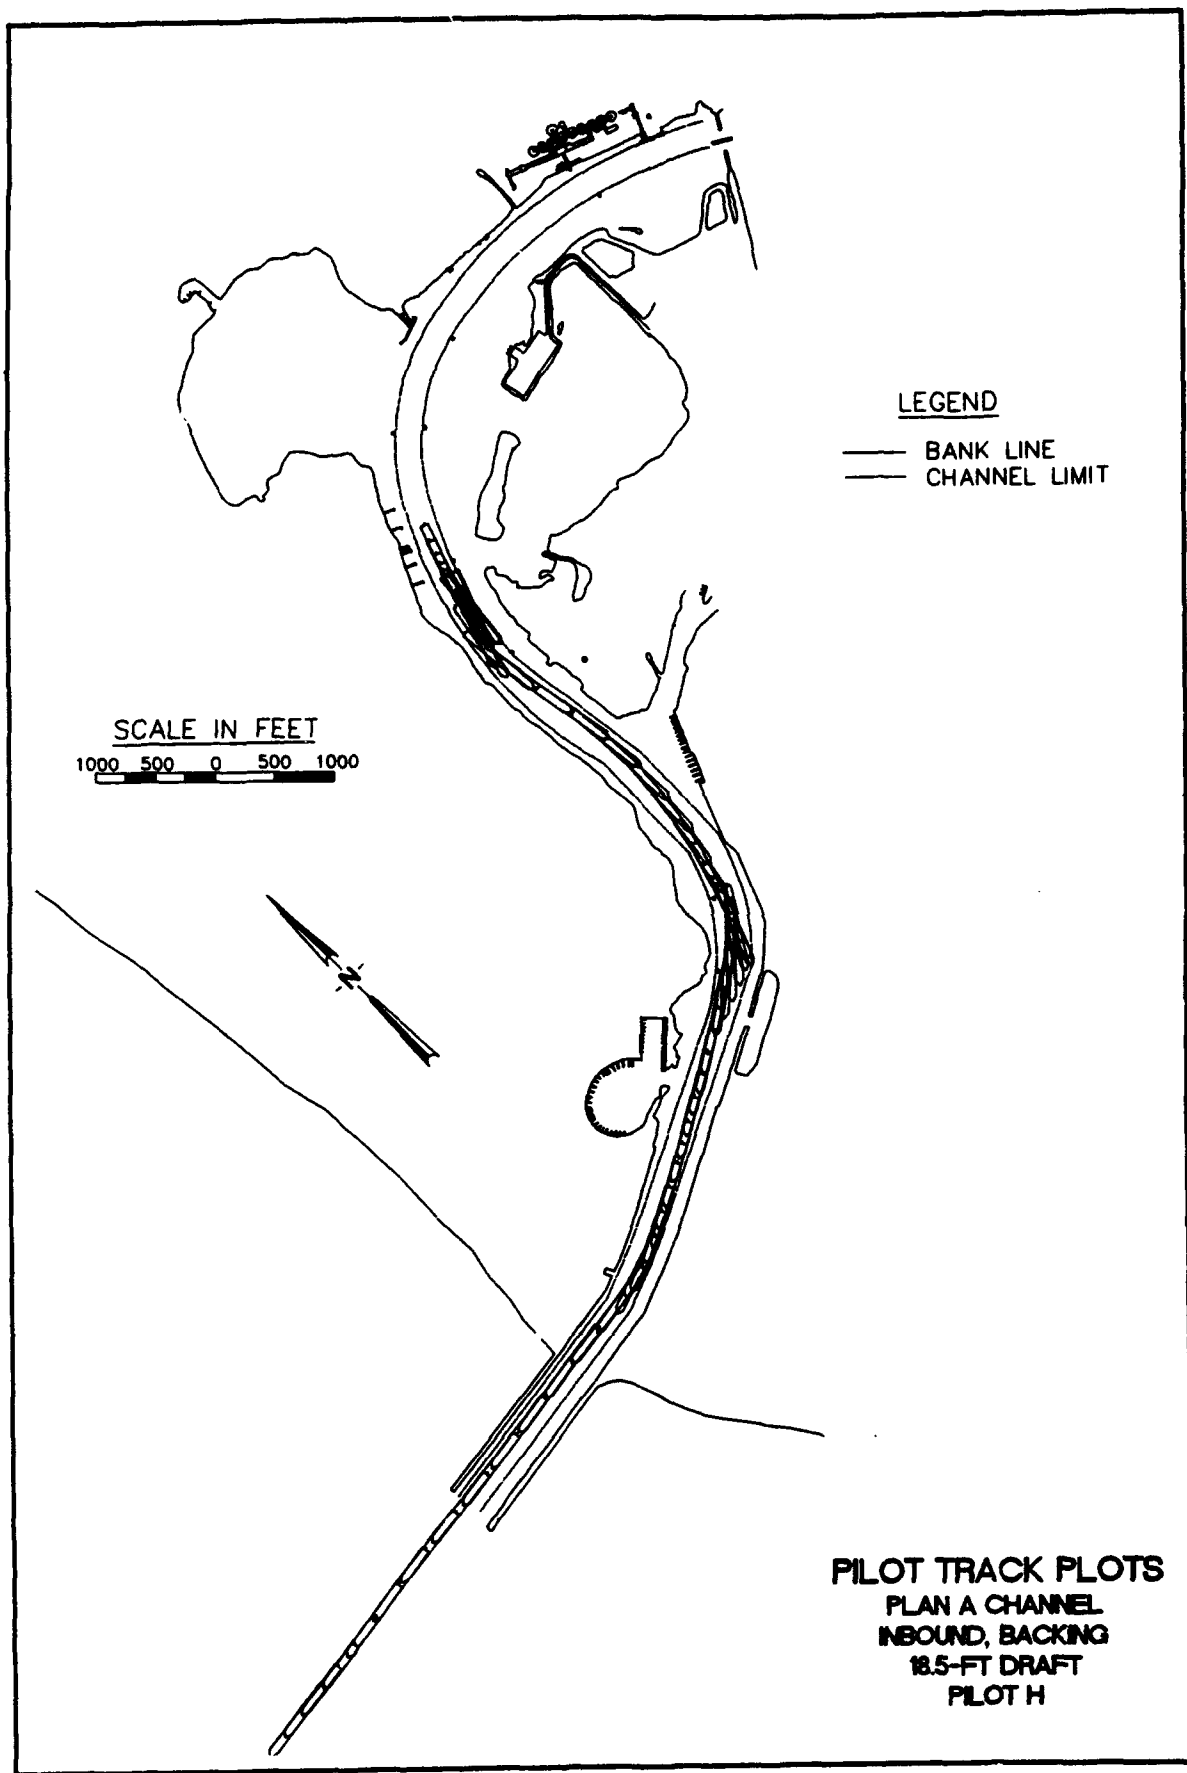 LEGEND
BANK LINE
CHANNEL LIMIT
SCALE IN FEET
1000 500 0 500 1000
N
PILOT TRACK PLOTS
PLAN A CHANNEL
INBOUND, BACKING
18.5-FT DRAFT
PILOT H